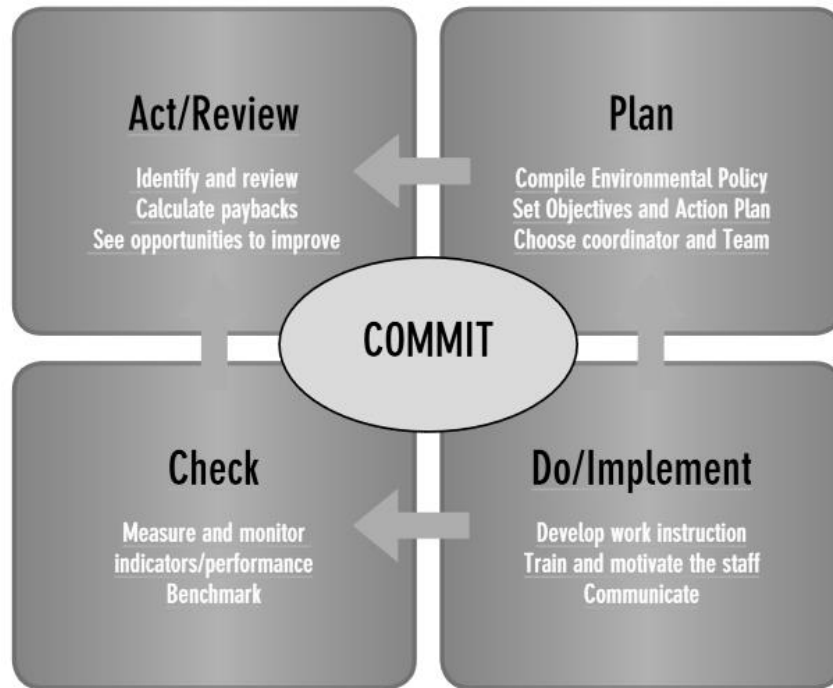 Act/Review
Identify and review
Calculate paybacks
See opportunities to improve
Plan
Compile Environmental Policy
Set Objectives and Action Plan
Choose coordinator and Team
COMMIT
Check
Measure and monitor
indicators/performance
Benchmark
Do/Implement
Develop work instruction
Train and motivate the staff
Communicate